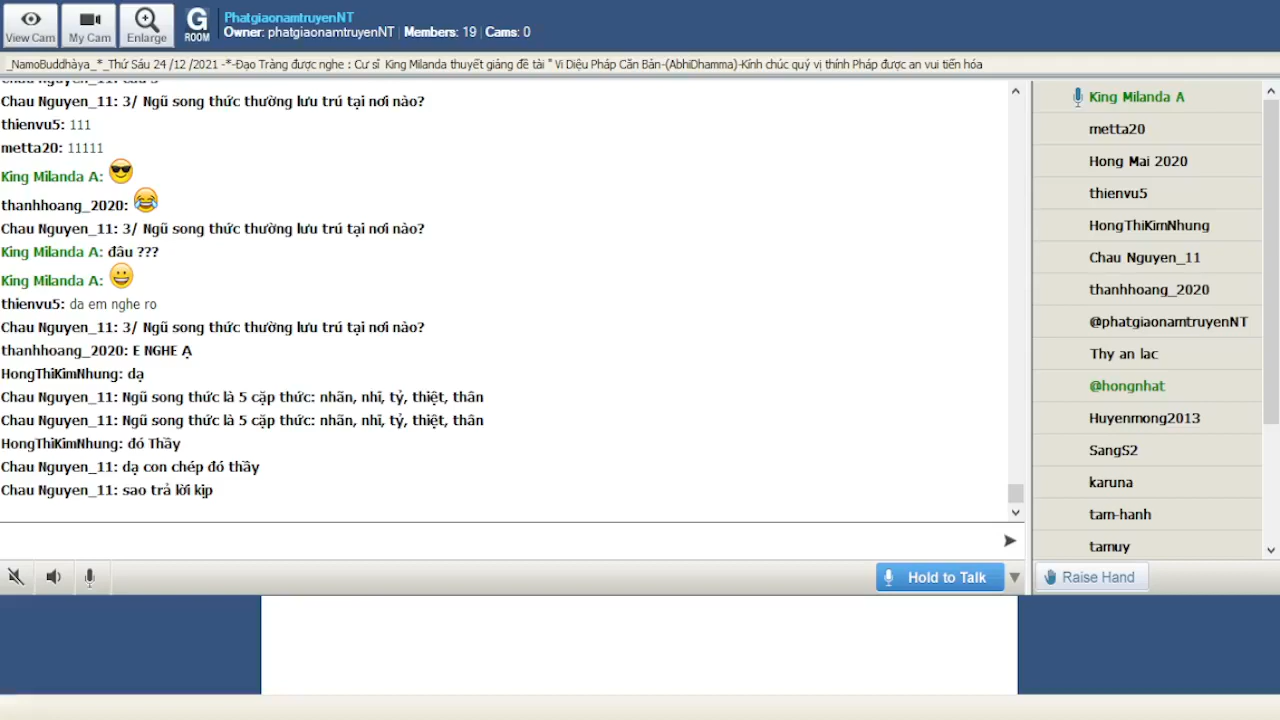 View Cam
My Cam
Enlarge
G
ROOM
PhatgiaonamtruyenNT
Owner: phatgiaonamtruyenNT | Members: 19 | Cams: 0
_NamoBuddhàya_*_Thứ Sáu 24 /12 /2021 -*-Đạo Tràng được nghe : Cư sĩ  King Milanda thuyết giảng đề tài " Vi Diệu Pháp Căn Bản-(AbhiDhamma)-Kính chúc quý vị thính Pháp được an vui tiến hóa
Chau Nguyen_11: 3/ Ngũ song thức thường lưu trú tại nơi nào?
thienvu5: 111
metta20: 11111
King Milanda A: 😎
thanhhoang_2020: 😂
Chau Nguyen_11: 3/ Ngũ song thức thường lưu trú tại nơi nào?
King Milanda A: đâu ???
King Milanda A: 😀
thienvu5: da em nghe ro
Chau Nguyen_11: 3/ Ngũ song thức thường lưu trú tại nơi nào?
thanhhoang_2020: E NGHE Ạ
HongThiKimNhung: dạ
Chau Nguyen_11: Ngũ song thức là 5 cặp thức: nhãn, nhĩ, tỷ, thiệt, thân
Chau Nguyen_11: Ngũ song thức là 5 cặp thức: nhãn, nhĩ, tỷ, thiệt, thân
HongThiKimNhung: đó Thầy
Chau Nguyen_11: dạ con chép đó thầy
Chau Nguyen_11: sao trả lời kịp
Hold to Talk
King Milanda A
metta20
Hong Mai 2020
thienvu5
HongThiKimNhung
Chau Nguyen_11
thanhhoang_2020
@phatgiaonamtruyenNT
Thy an lac
@hongnhat
Huyenmong2013
SangS2
karuna
tam-hanh
tamuy
Raise Hand